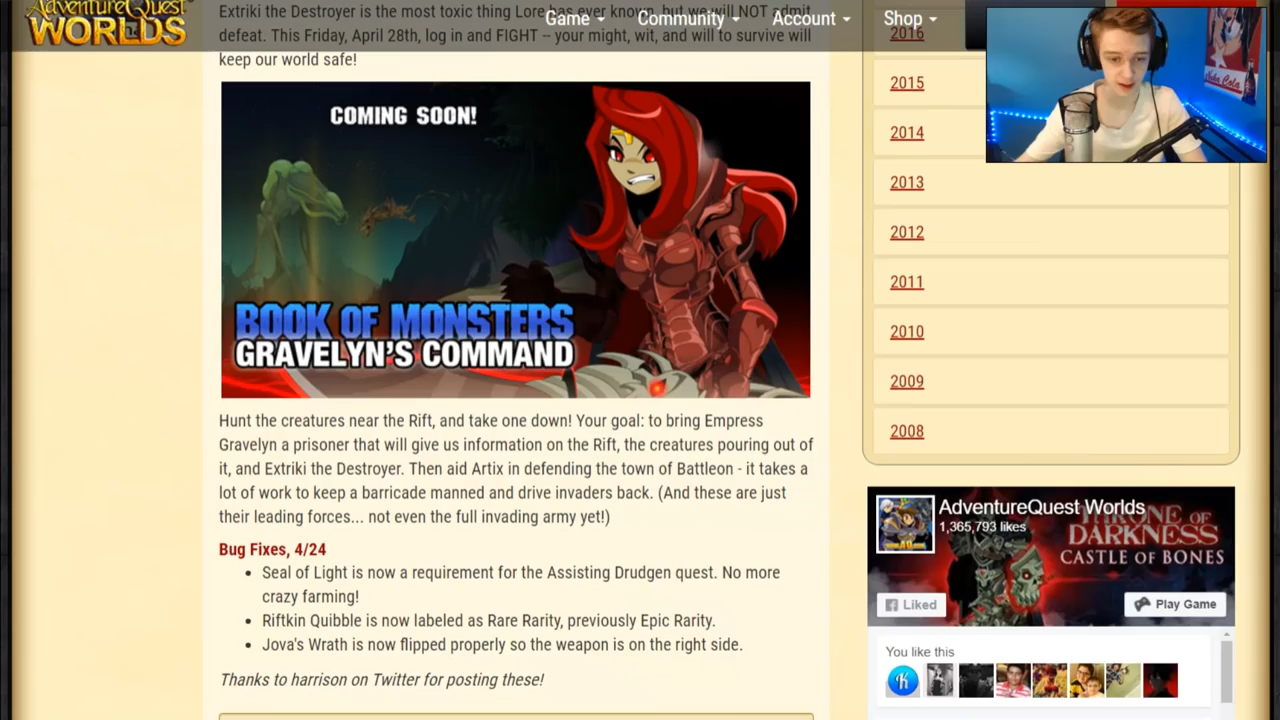 AdventureQuest
WORLDS
Game
Community
Account
Shop
Extriki the Destroyer is the most toxic thing Lore has ever known, but we will NOT admit
defeat. This Friday, April 28th, log in and FIGHT -- your might, wit, and will to survive will
keep our world safe!
COMING SOON!
BOOK OF MONSTERS
GRAVELYN'S COMMAND
Hunt the creatures near the Rift, and take one down! Your goal: to bring Empress
Gravelyn a prisoner that will give us information on the Rift, the creatures pouring out of
it, and Extriki the Destroyer. Then aid Artix in defending the town of Battleon - it takes a
lot of work to keep a barricade manned and drive invaders back. (And these are just
their leading forces... not even the full invading army yet!)
Bug Fixes, 4/24
• Seal of Light is now a requirement for the Assisting Drudgen quest. No more
crazy farming!
• Riftkin Quibble is now labeled as Rare Rarity, previously Epic Rarity.
• Jova's Wrath is now flipped properly so the weapon is on the right side.
Thanks to harrison on Twitter for posting these!
2016
2015
2014
2013
2012
2011
2010
2009
2008
Nuka Cola
AdventureQuest Worlds
1,365,793 likes
THRONE OF
DARKNESS
CASTLE OF BONES
Liked
Play Game
You like this